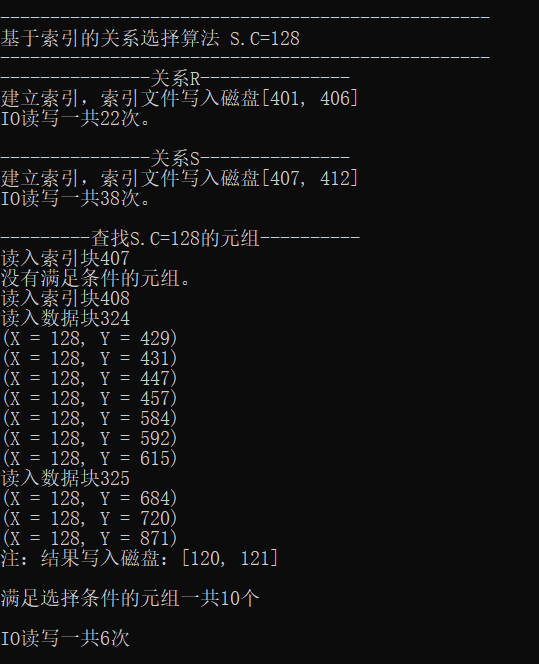 -------------------------------------------------
基于索引的关系选择算法 S.C=128
-------------------------------------------------
---------------关系R---------------
建立索引，索引文件写入磁盘[401, 406]
IO读写一共22次。
---------------关系S---------------
建立索引，索引文件写入磁盘[407, 412]
IO读写一共38次。
---------查找S.C=128的元组----------
读入索引块407
没有满足条件的元组。
读入索引块408
读入数据块324
(X = 128, Y = 429)
(X = 128, Y = 431)
(X = 128, Y = 447)
(X = 128, Y = 457)
(X = 128, Y = 584)
(X = 128, Y = 592)
(X = 128, Y = 615)
读入数据块325
(X = 128, Y = 684)
(X = 128, Y = 720)
(X = 128, Y = 871)
注：结果写入磁盘：[120, 121]
满足选择条件的元组一共10个
IO读写一共6次